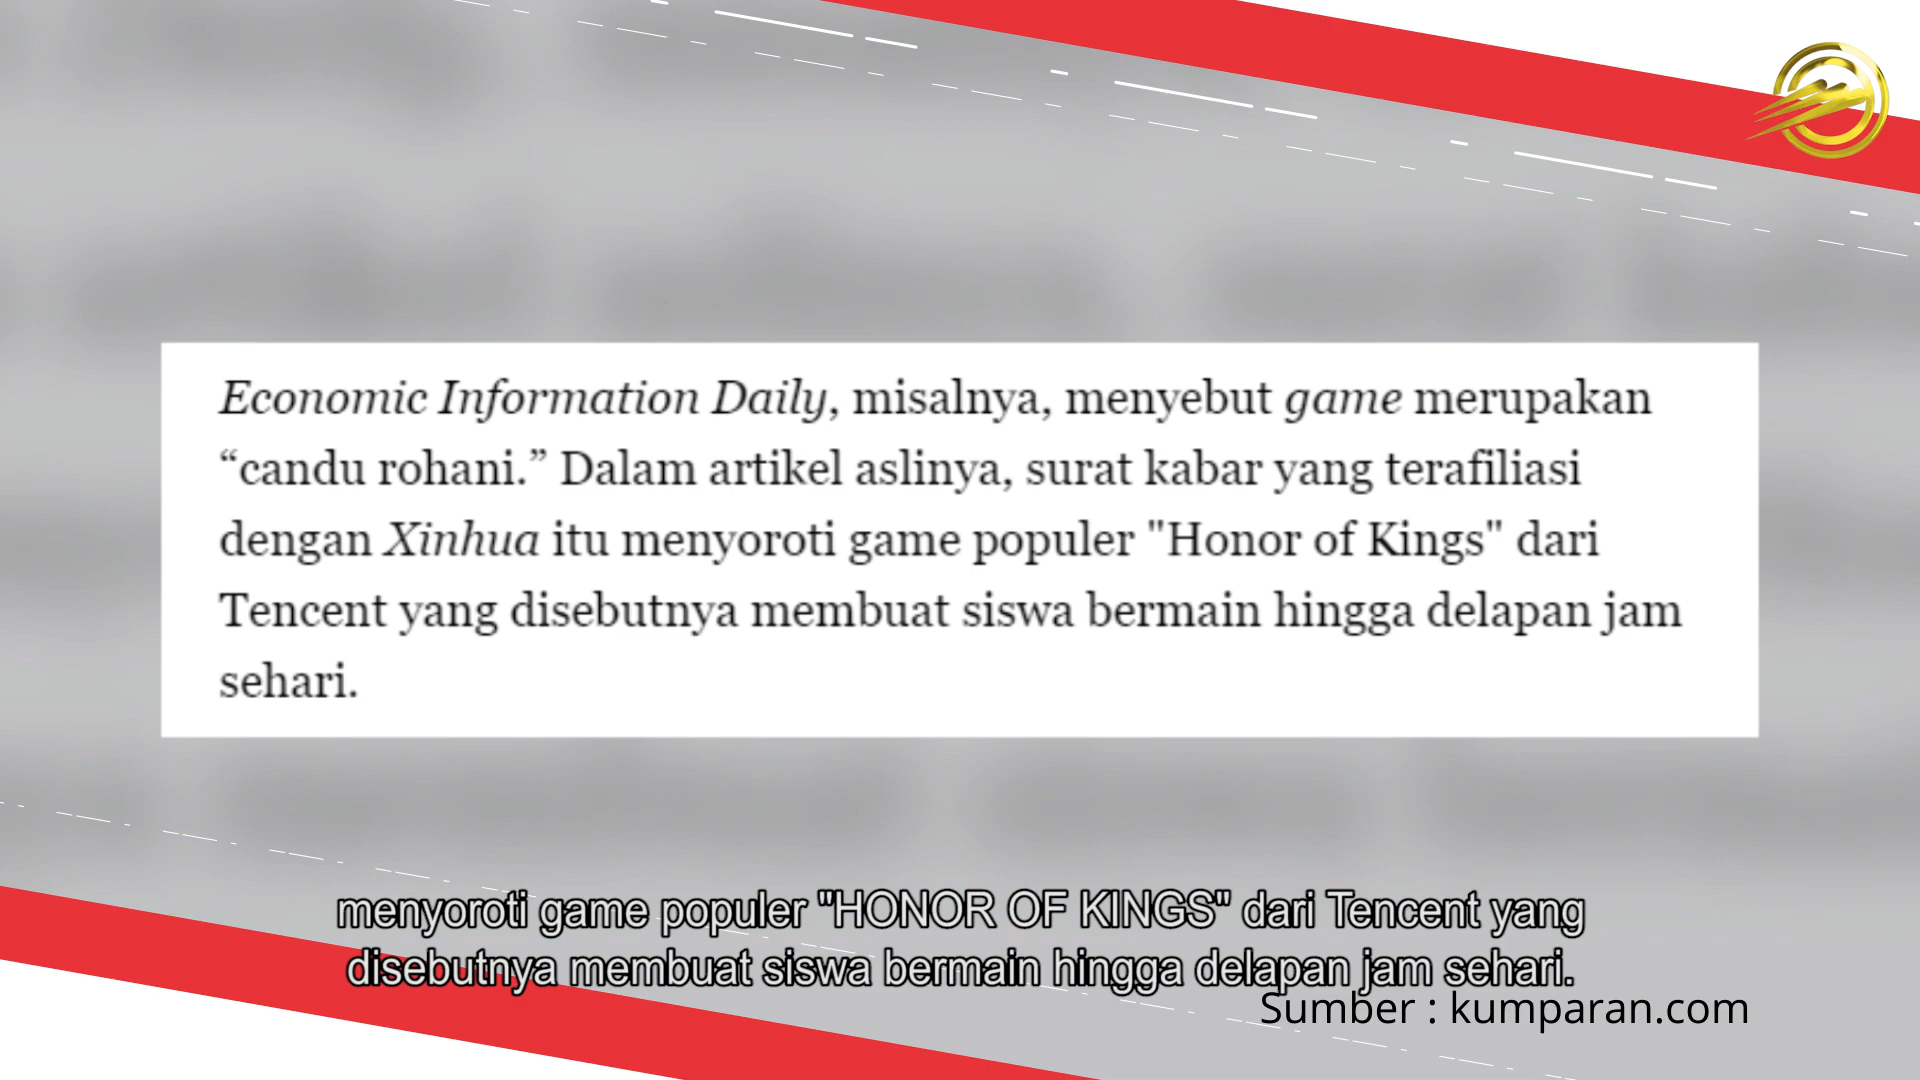 Economic Information Daily, misalnya, menyebut game merupakan
“candu rohani.” Dalam artikel aslinya, surat kabar yang terafiliasi
dengan Xinhua itu menyoroti game populer "Honor of Kings" dari
Tencent yang disebutnya membuat siswa bermain hingga delapan jam
sehari.
menyoroti game populer "HONOR OF KINGS" dari Tencent yang
disebutnya membuat siswa bermain hingga delapan jam sehari.
Sumber : kumparan.com